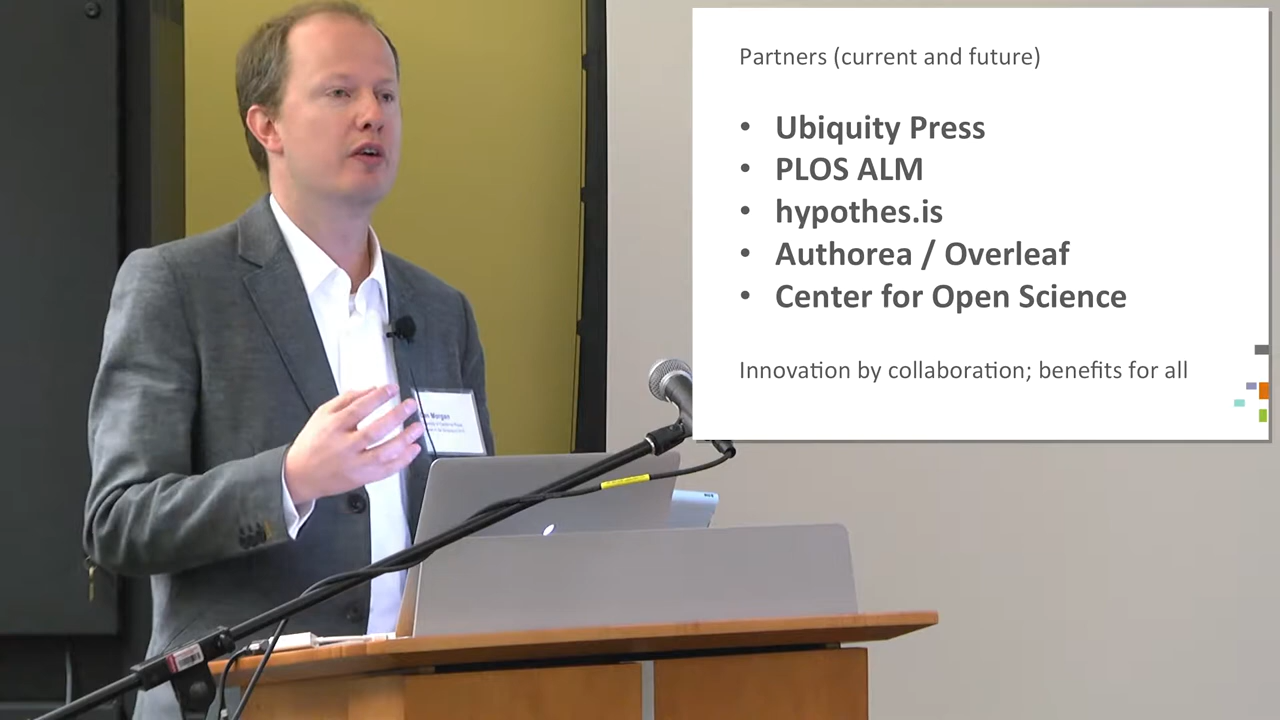 Partners (current and future)
• Ubiquity Press
• PLOS ALM
• hypothes.is
• Authorea / Overleaf
• Center for Open Science
Innovation by collaboration; benefits for all
Morgan